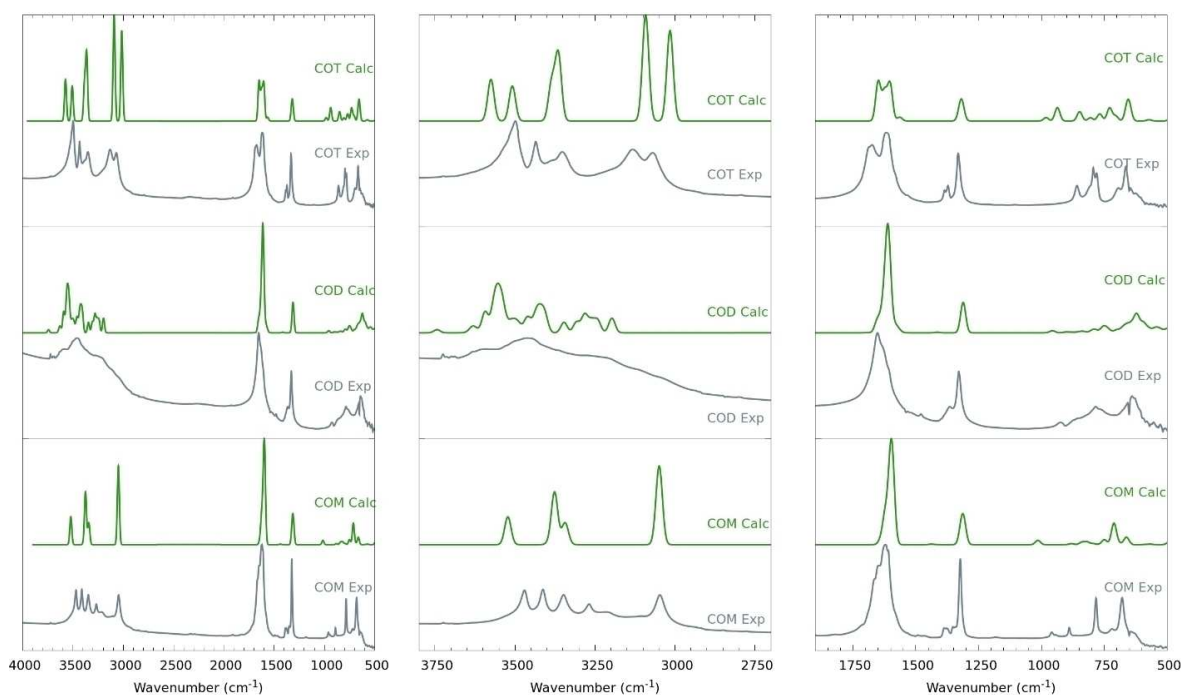 COT Calc
COT Exp
COD Calc
COD Exp
COM Calc
COM Exp
4000 3500 3000 2500 2000 1500 1000 500
Wavenumber (cm-1)
COT Calc
COT Exp
COD Calc
COD Exp
COM Calc
COM Exp
3750 3500 3250 3000 2750
Wavenumber (cm-1)
COT Calc
COT Exp
COD Calc
COD Exp
COM Calc
COM Exp
1750 1500 1250 1000 750 500
Wavenumber (cm-1)